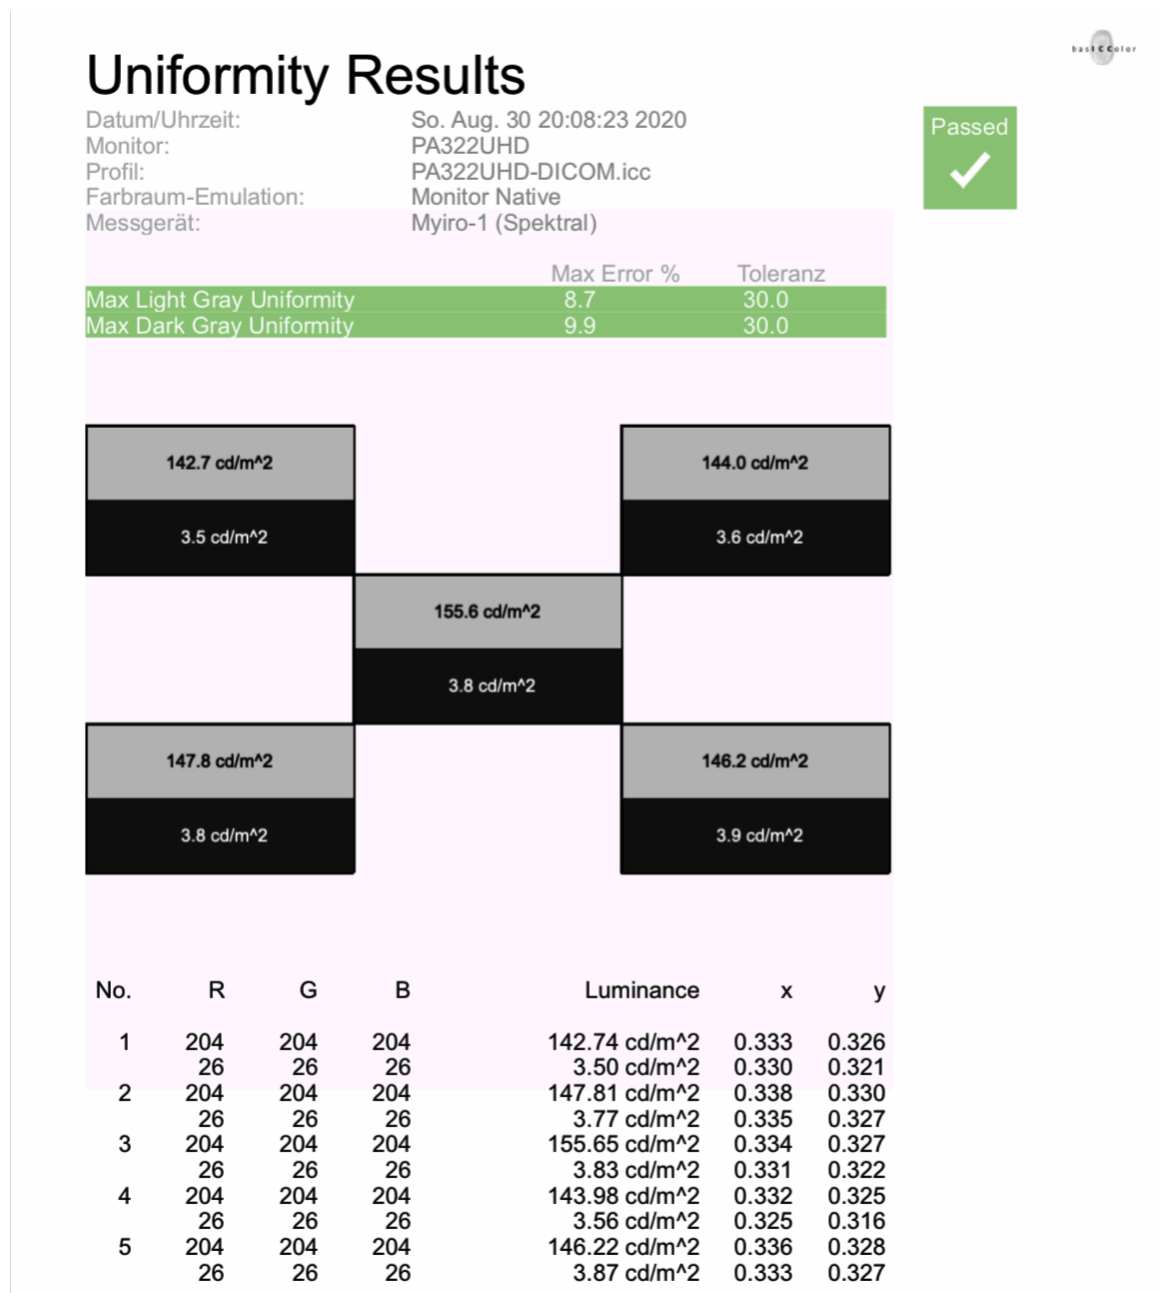 basICColor
Uniformity Results
Datum/Uhrzeit: So. Aug. 30 20:08:23 2020
Monitor: PA322UHD
Profil: PA322UHD-DICOM.icc
Farbraum-Emulation: Monitor Native
Messgerät: Myiro-1 (Spektral)
Passed
Max Error % Toleranz
Max Light Gray Uniformity 8.7 30.0
Max Dark Gray Uniformity 9.9 30.0
142.7 cd/m^2 144.0 cd/m^2
3.5 cd/m^2 3.6 cd/m^2
155.6 cd/m^2
3.8 cd/m^2
147.8 cd/m^2 146.2 cd/m^2
3.8 cd/m^2 3.9 cd/m^2
No. R G B Luminance x y
1 204 204 204 142.74 cd/m^2 0.333 0.326
26 26 26 3.50 cd/m^2 0.330 0.321
2 204 204 204 147.81 cd/m^2 0.338 0.330
26 26 26 3.77 cd/m^2 0.335 0.327
3 204 204 204 155.65 cd/m^2 0.334 0.327
26 26 26 3.83 cd/m^2 0.331 0.322
4 204 204 204 143.98 cd/m^2 0.332 0.325
26 26 26 3.56 cd/m^2 0.325 0.316
5 204 204 204 146.22 cd/m^2 0.336 0.328
26 26 26 3.87 cd/m^2 0.333 0.327